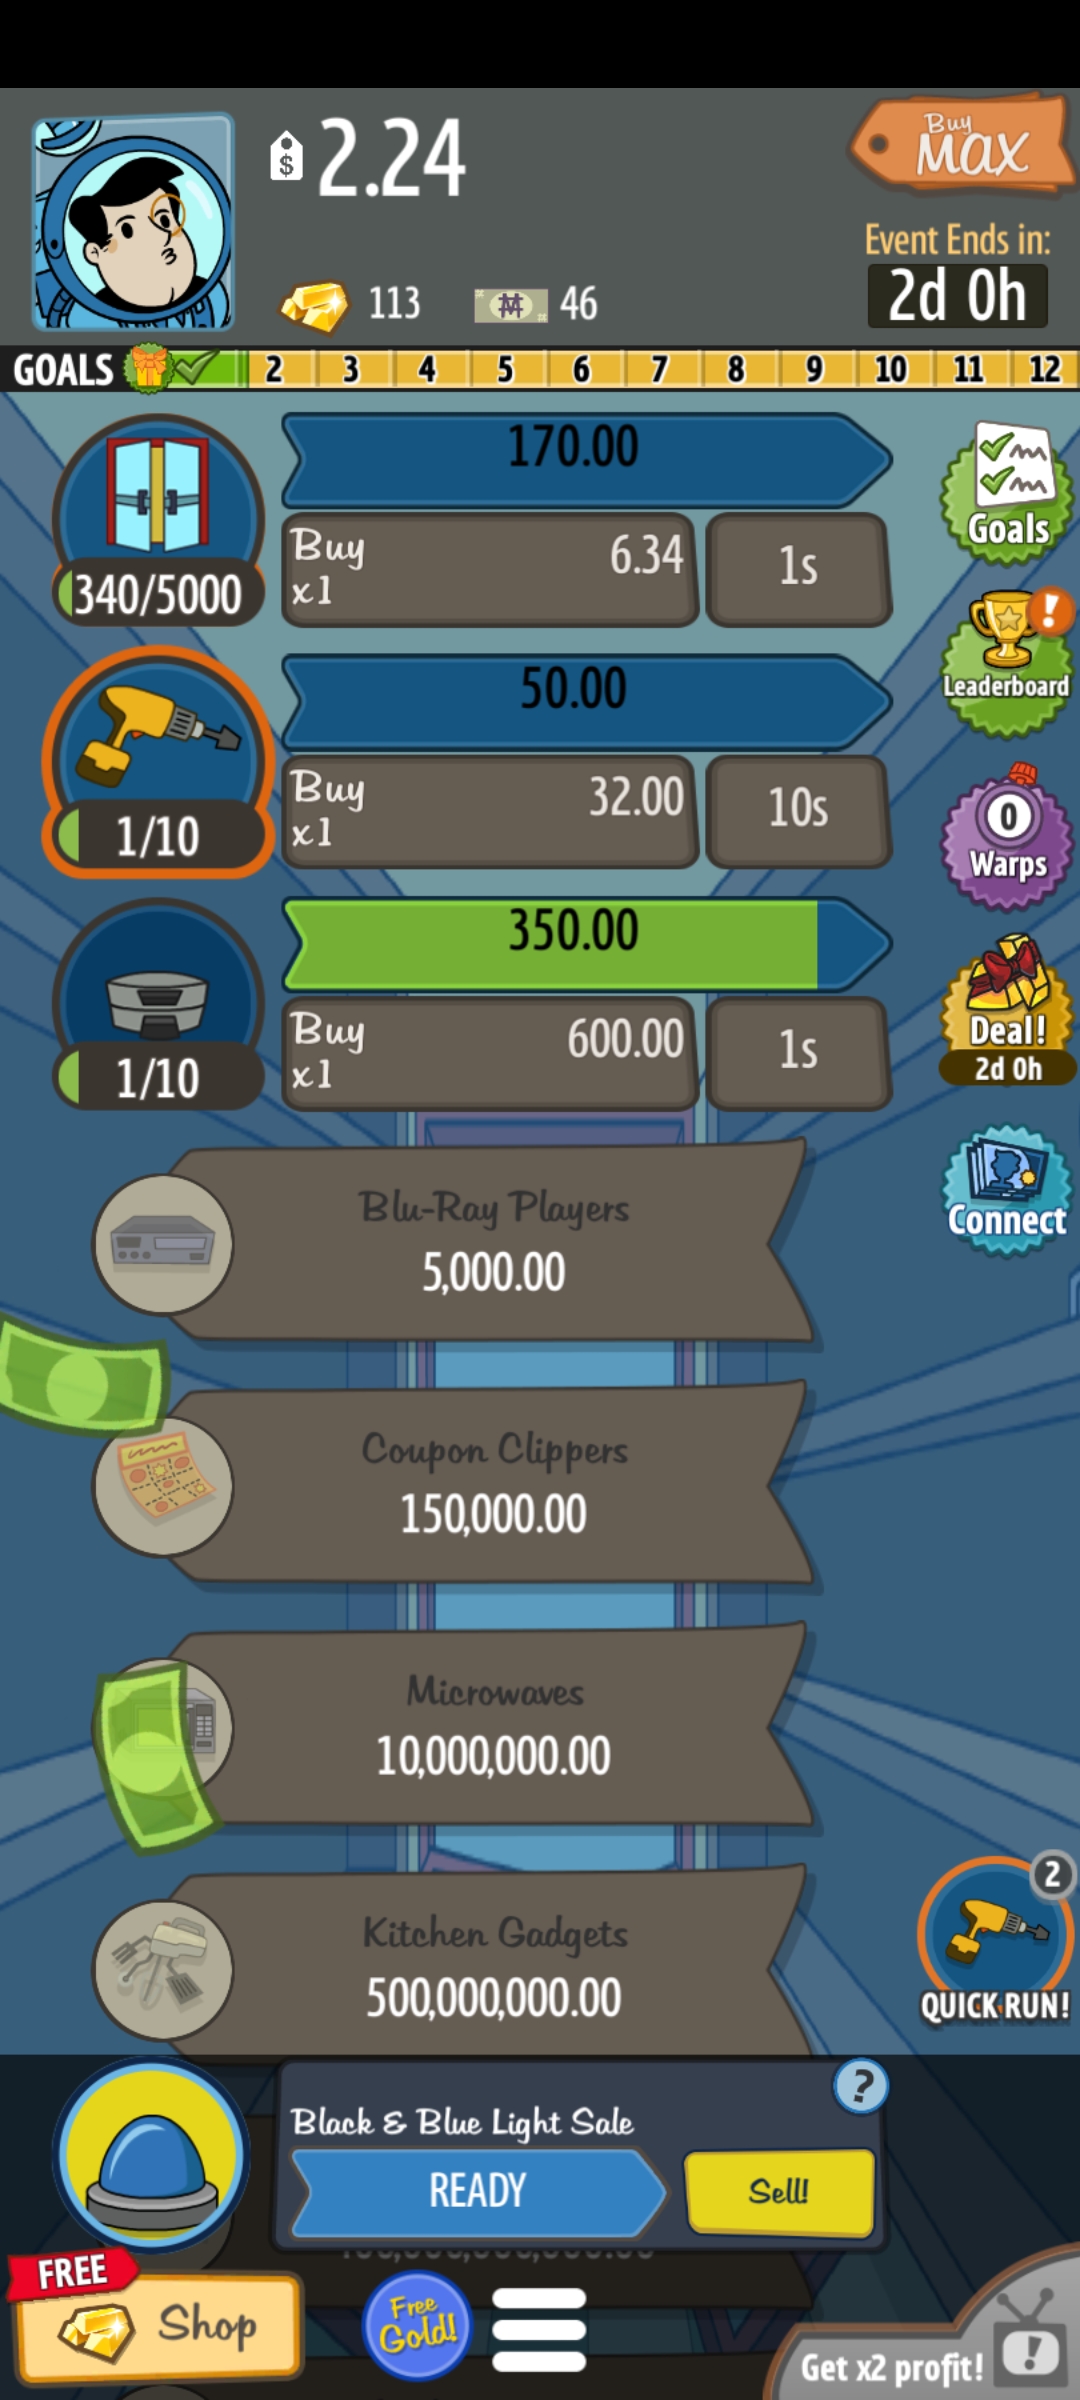 $ 2.24
Buy
MAX
Event Ends in:
2d 0h
113
46
GOALS 2 3 4 5 6 7 8 9 10 11 12
170.00
Buy
x1
6.34
1s
340/5000
Goals
50.00
Buy
x1
32.00
10s
1/10
Leaderboard
0
Warps
350.00
Buy
x1
600.00
1s
1/10
Deal!
2d 0h
Connect
Blu-Ray Players
5,000.00
Coupon Clippers
150,000.00
Microwaves
10,000,000.00
Kitchen Gadgets
500,000,000.00
2
QUICK RUN!
?
Black & Blue Light Sale
READY
Sell!
FREE
Shop
Free
Gold!
Get x2 profit!